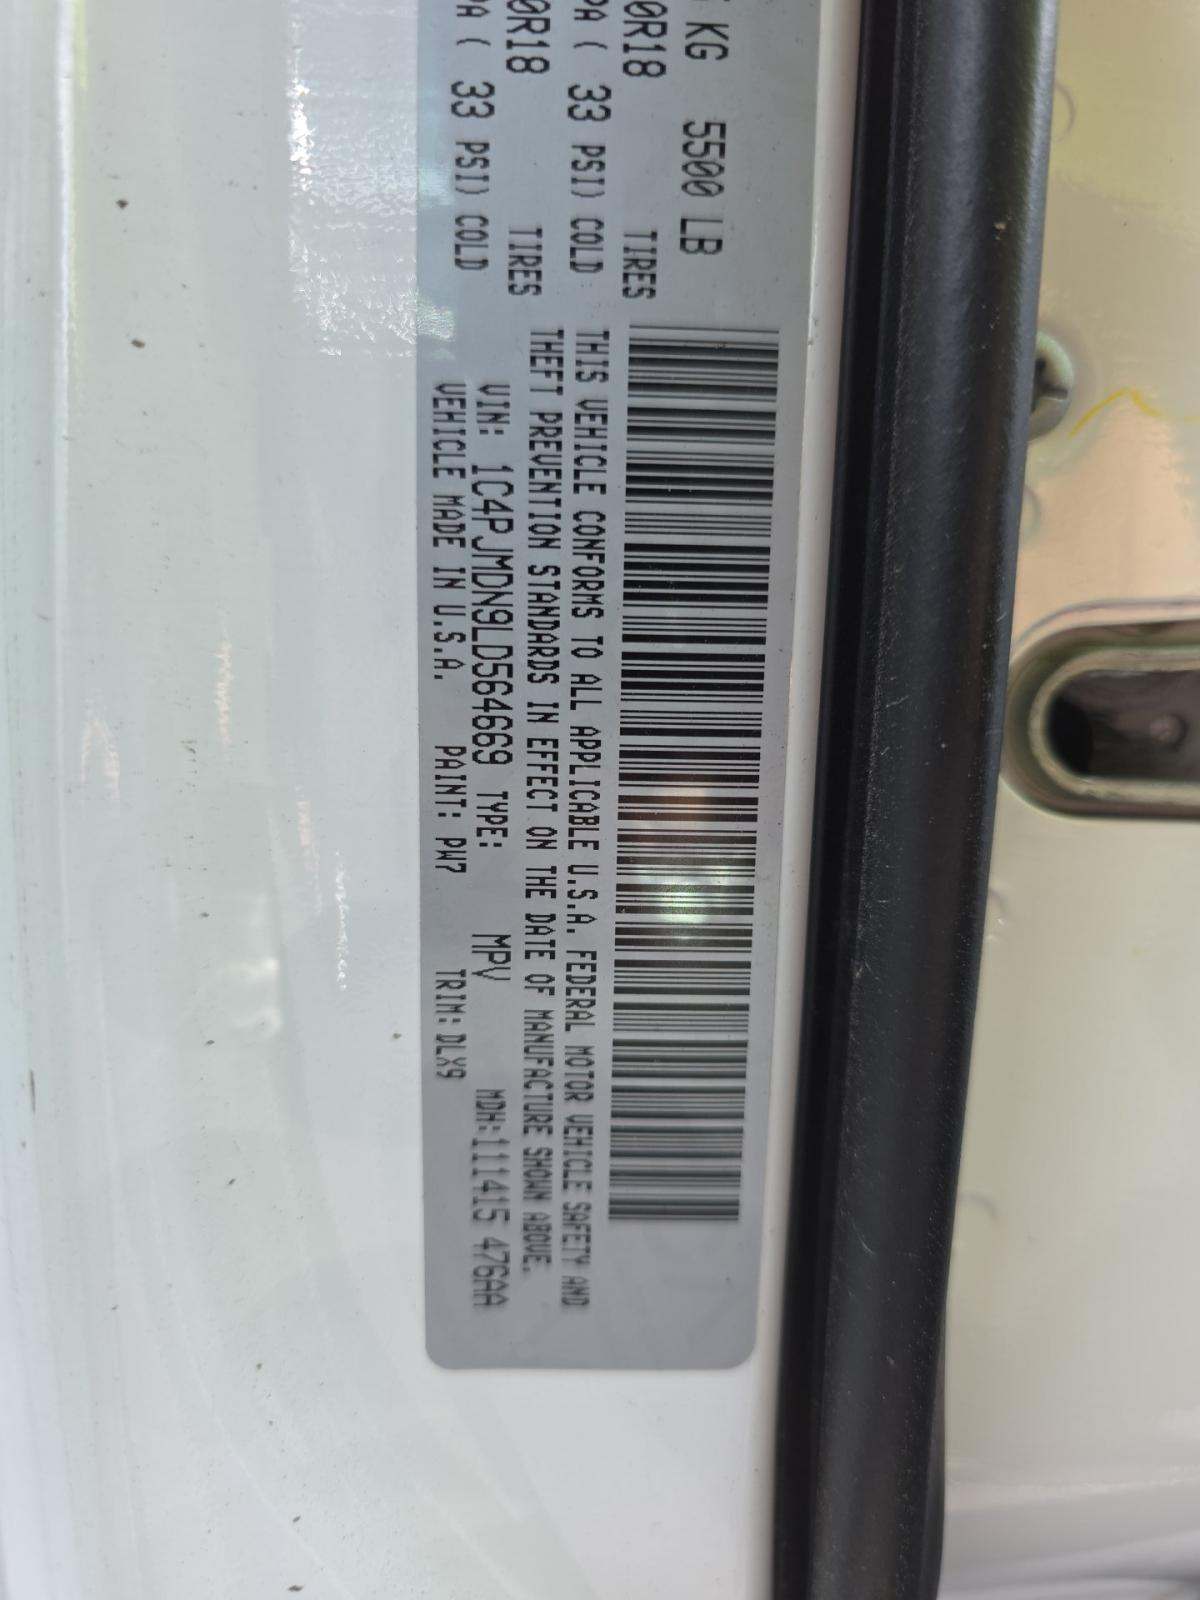 KG 5500 LB
0R18 TIRES
PA ( 33 PSI) COLD
0R18 TIRES
PA ( 33 PSI) COLD
THIS VEHICLE CONFORMS TO ALL APPLICABLE U.S.A. FEDERAL MOTOR VEHICLE SAFETY AND
THEFT PREVENTION STANDARDS IN EFFECT ON THE DATE OF MANUFACTURE SHOWN ABOVE.
VIN: 1C4PJMDN9LD564669 TYPE: MPV MDH:111415 476AA
VEHICLE MADE IN U.S.A. PAINT: PW7 TRIM: DLX9